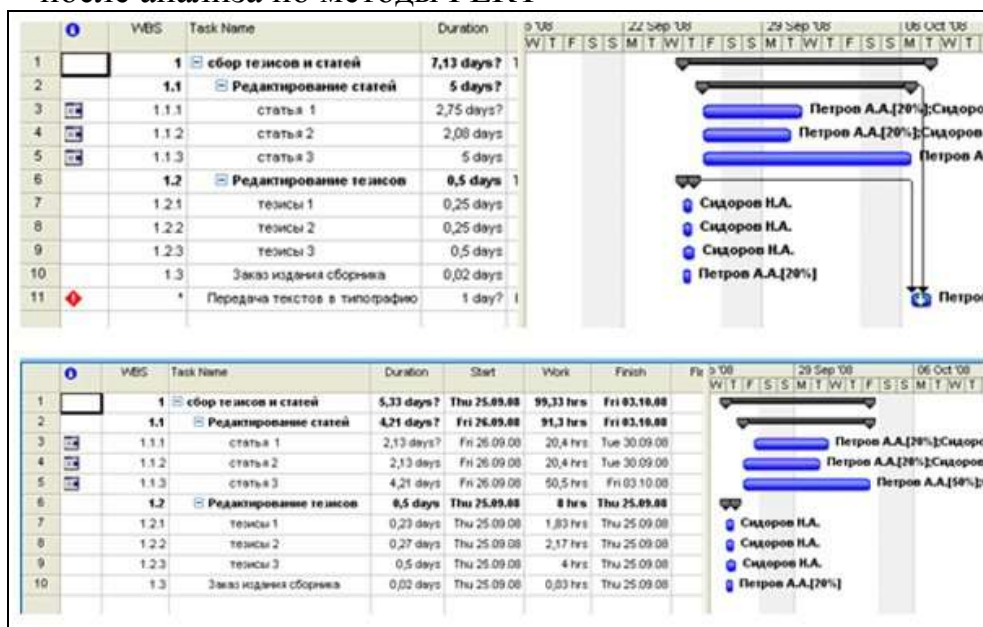 после анализа по методы PERT
WBS Task Name Duration 22 Sep '08 29 Sep '08 06 Oct '08
W T F S S M T W T F S S M T W T F S S M T W T
1 1 сбор тезисов и статей 7,13 days?
2 1.1 Редактирование статей 5 days?
3 1.1.1 статья 1 2,75 days? Петров А.А.[20%];Сидоро
4 1.1.2 статья 2 2,08 days Петров А.А.[20%];Сидоров
5 1.1.3 статья 3 5 days Петров А
6 1.2 Редактирование тезисов 0,5 days
7 1.2.1 тезисы 1 0,25 days Сидоров Н.А.
8 1.2.2 тезисы 2 0,25 days Сидоров Н.А.
9 1.2.3 тезисы 3 0,5 days Сидоров Н.А.
10 1.3 Заказ издания сборника 0,02 days Петров А.А.[20%]
11 * Передача текстов в типографию 1 day? Петро
WBS Task Name Duration Start Work Finish Fix 29 Sep '08 06 Oct '08
W T F S S M T W T F S S M T W T
1 1 сбор тезисов и статей 5,33 days? Thu 25.09.08 99,33 hrs Fri 03.10.08
2 1.1 Редактирование статей 4,21 days? Fri 26.09.08 91,3 hrs Fri 03.10.08
3 1.1.1 статья 1 2,13 days? Fri 26.09.08 20,4 hrs Tue 30.09.08 Петров А.А.[20%];Сидоро
4 1.1.2 статья 2 2,13 days Fri 26.09.08 20,4 hrs Tue 30.09.08 Петров А.А.[20%];Сидоров
5 1.1.3 статья 3 4,21 days Fri 26.09.08 50,5 hrs Fri 03.10.08 Петров А.А.[50%];
6 1.2 Редактирование тезисов 0,5 days Thu 25.09.08 8 hrs Thu 25.09.08
7 1.2.1 тезисы 1 0,23 days Thu 25.09.08 1,83 hrs Thu 25.09.08 Сидоров Н.А.
8 1.2.2 тезисы 2 0,27 days Thu 25.09.08 2,17 hrs Thu 25.09.08 Сидоров Н.А.
9 1.2.3 тезисы 3 0,5 days Thu 25.09.08 4 hrs Thu 25.09.08 Сидоров Н.А.
10 1.3 Заказ издания сборника 0,02 days Thu 25.09.08 0,03 hrs Thu 25.09.08 Петров А.А.[20%]